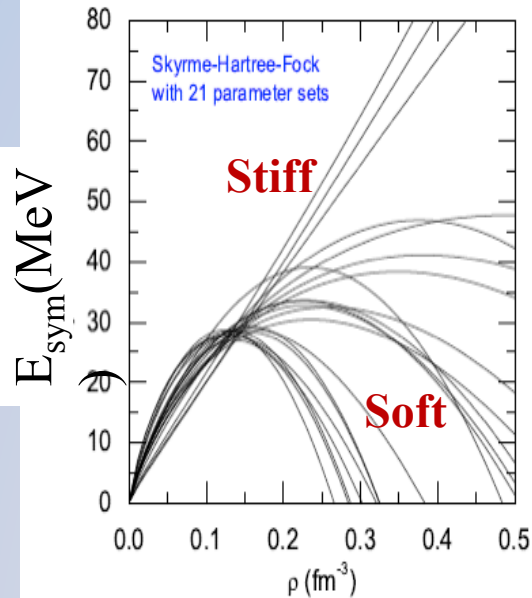 80
70
60
50
40
30
20
10
0
E_sym(MeV
)
Skyrme-Hartree-Fock
with 21 parameter sets
Stiff
Soft
0.0 0.1 0.2 0.3 0.4 0.5
ρ (fm⁻³)